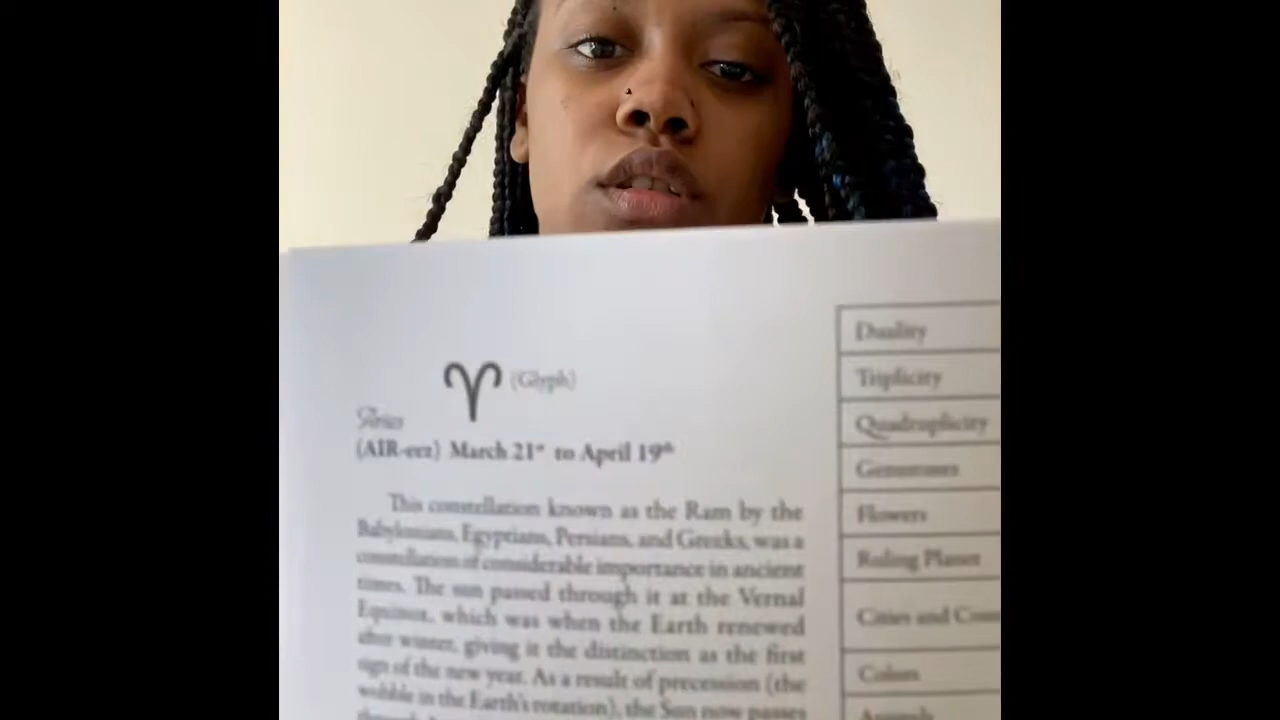 ♈ (Glyph)
Aries
(AIR-eez) March 21st to April 19th
This constellation known as the Ram by the
Babylonians, Egyptians, Persians, and Greeks, was a
constellation of considerable importance in ancient
times. The sun passed through it at the Vernal
Equinox, which was when the Earth renewed
after winter, giving it the distinction as the first
sign of the new year. As a result of precession (the
wobble in the Earth's rotation), the Sun now passes
Duality
Triplicity
Quadruplicity
Gemstones
Flowers
Ruling Planet
Cities and Coun
Colors
Animals